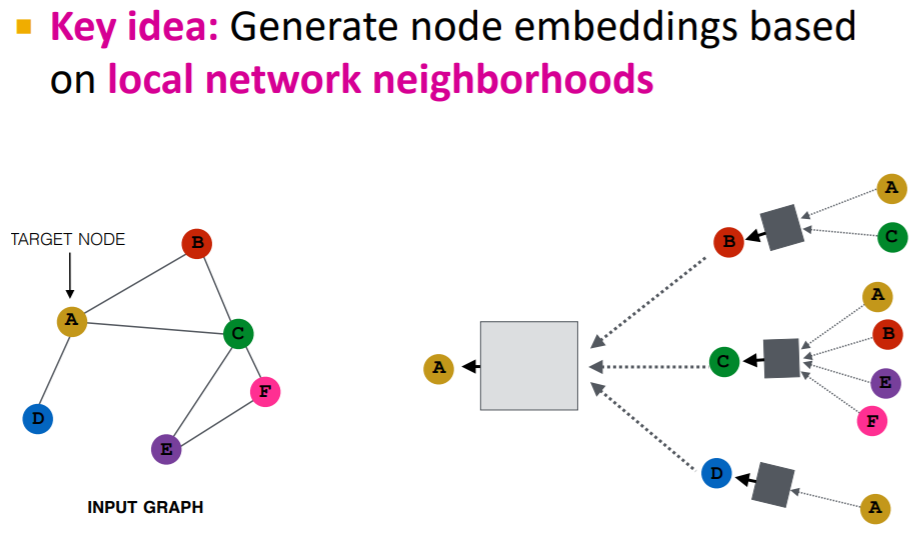 Key idea: Generate node embeddings based
on local network neighborhoods
TARGET NODE
B
A
C
F
D
E
INPUT GRAPH
A
B
C
D
A
C
A
B
E
F
A